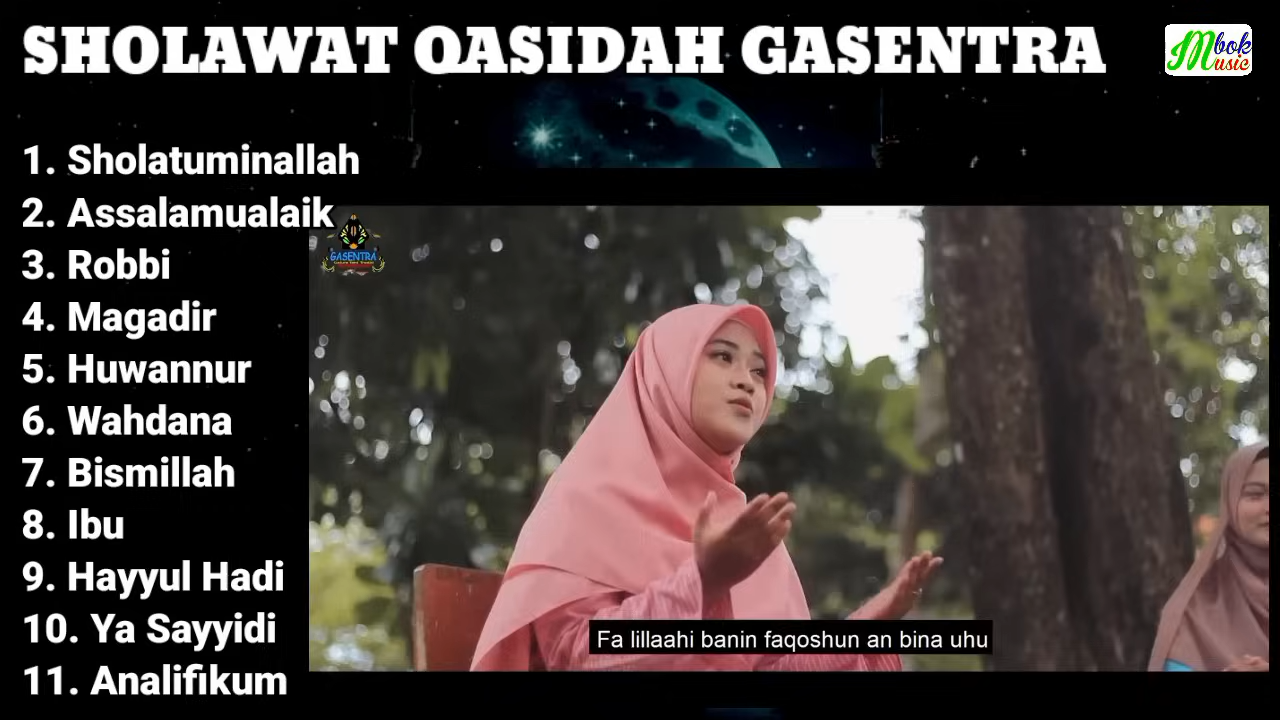 SHOLAWAT QASIDAH GASENTRA
Mbok
Music
1. Sholatuminallah
2. Assalamualaik
3. Robbi
4. Magadir
5. Huwannur
6. Wahdana
7. Bismillah
8. Ibu
9. Hayyul Hadi
10. Ya Sayyidi
11. Analifikum
GASENTRA
Fa lillaahi banin faqoshun an bina uhu